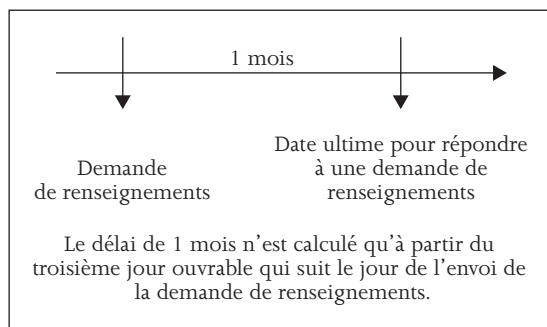 1 mois
Demande
de renseignements
Date ultime pour répondre
à une demande de
renseignements
Le délai de 1 mois n’est calculé qu’à partir du
troisième jour ouvrable qui suit le jour de l’envoi de
la demande de renseignements.